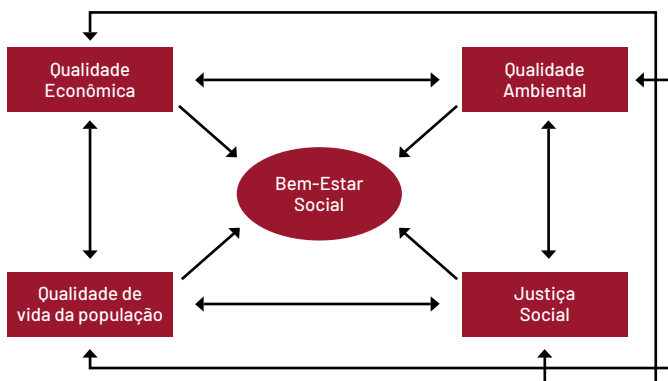 Qualidade
Econômica
Qualidade
Ambiental
Bem-Estar
Social
Qualidade de
vida da população
Justiça
Social